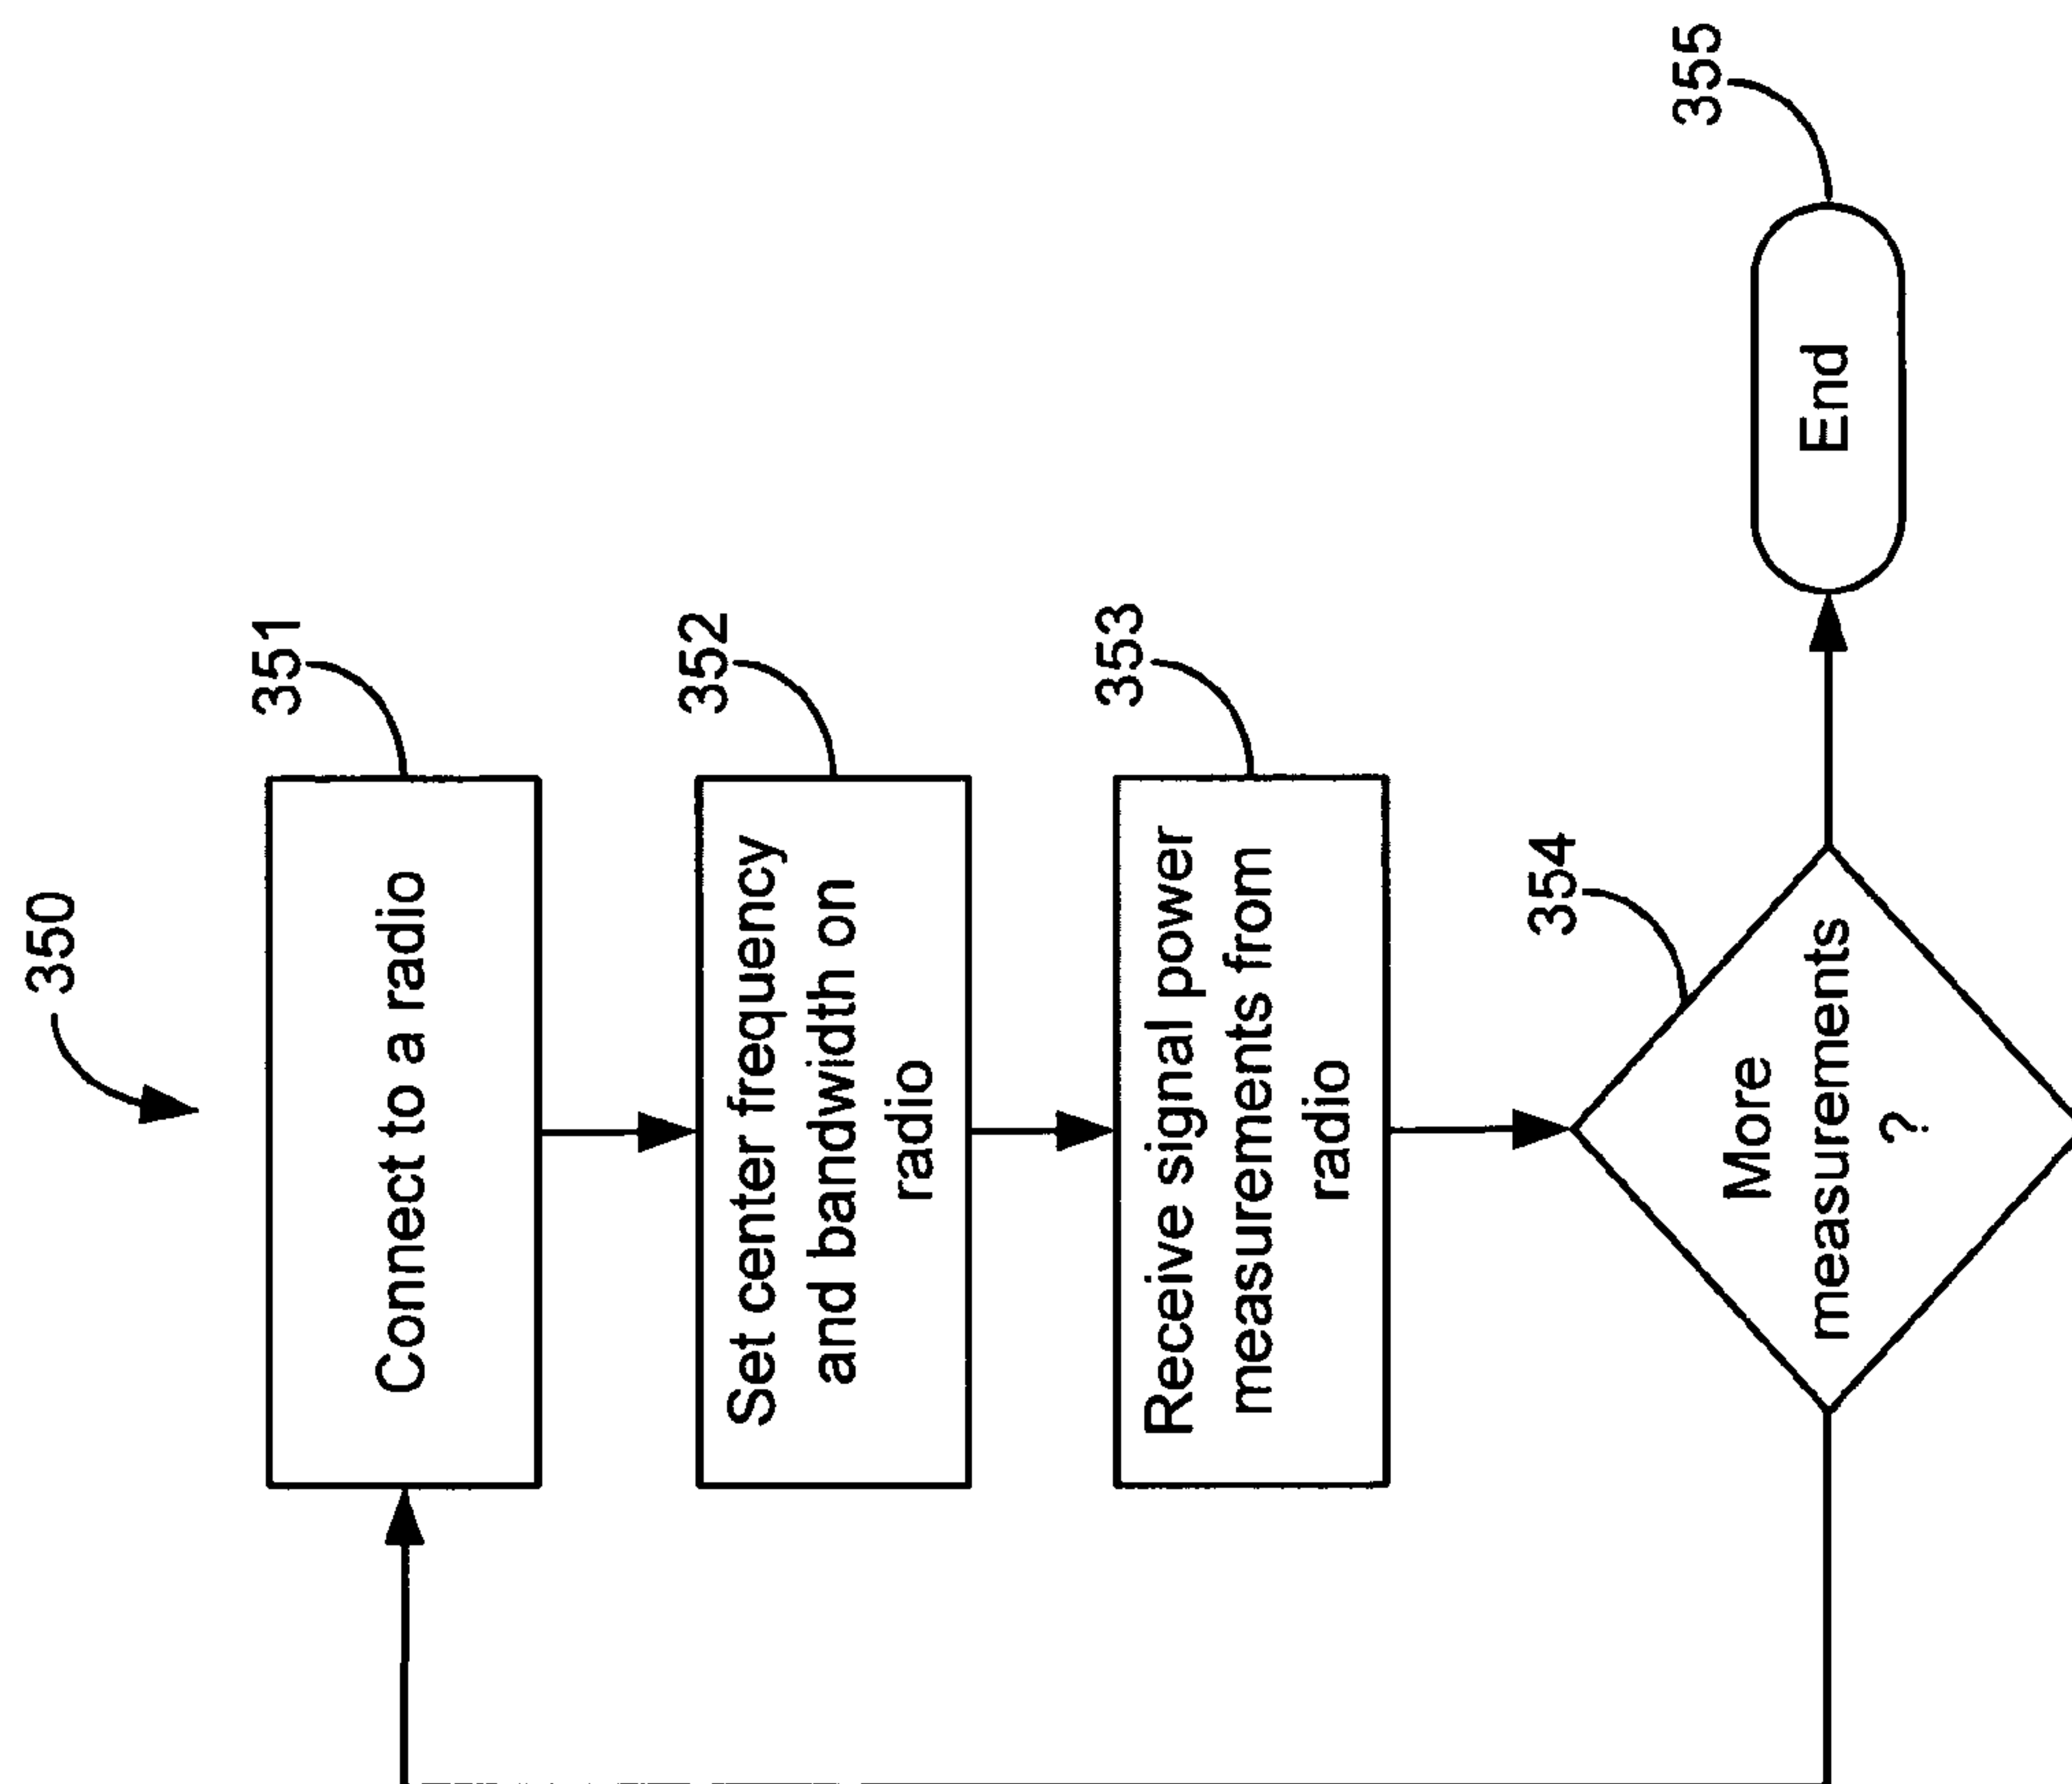 350
351
Connect to a radio
352
Set center frequency
and bandwidth on
radio
353
Receive signal power
measurements from
radio
354
More
measurements
?
355
End